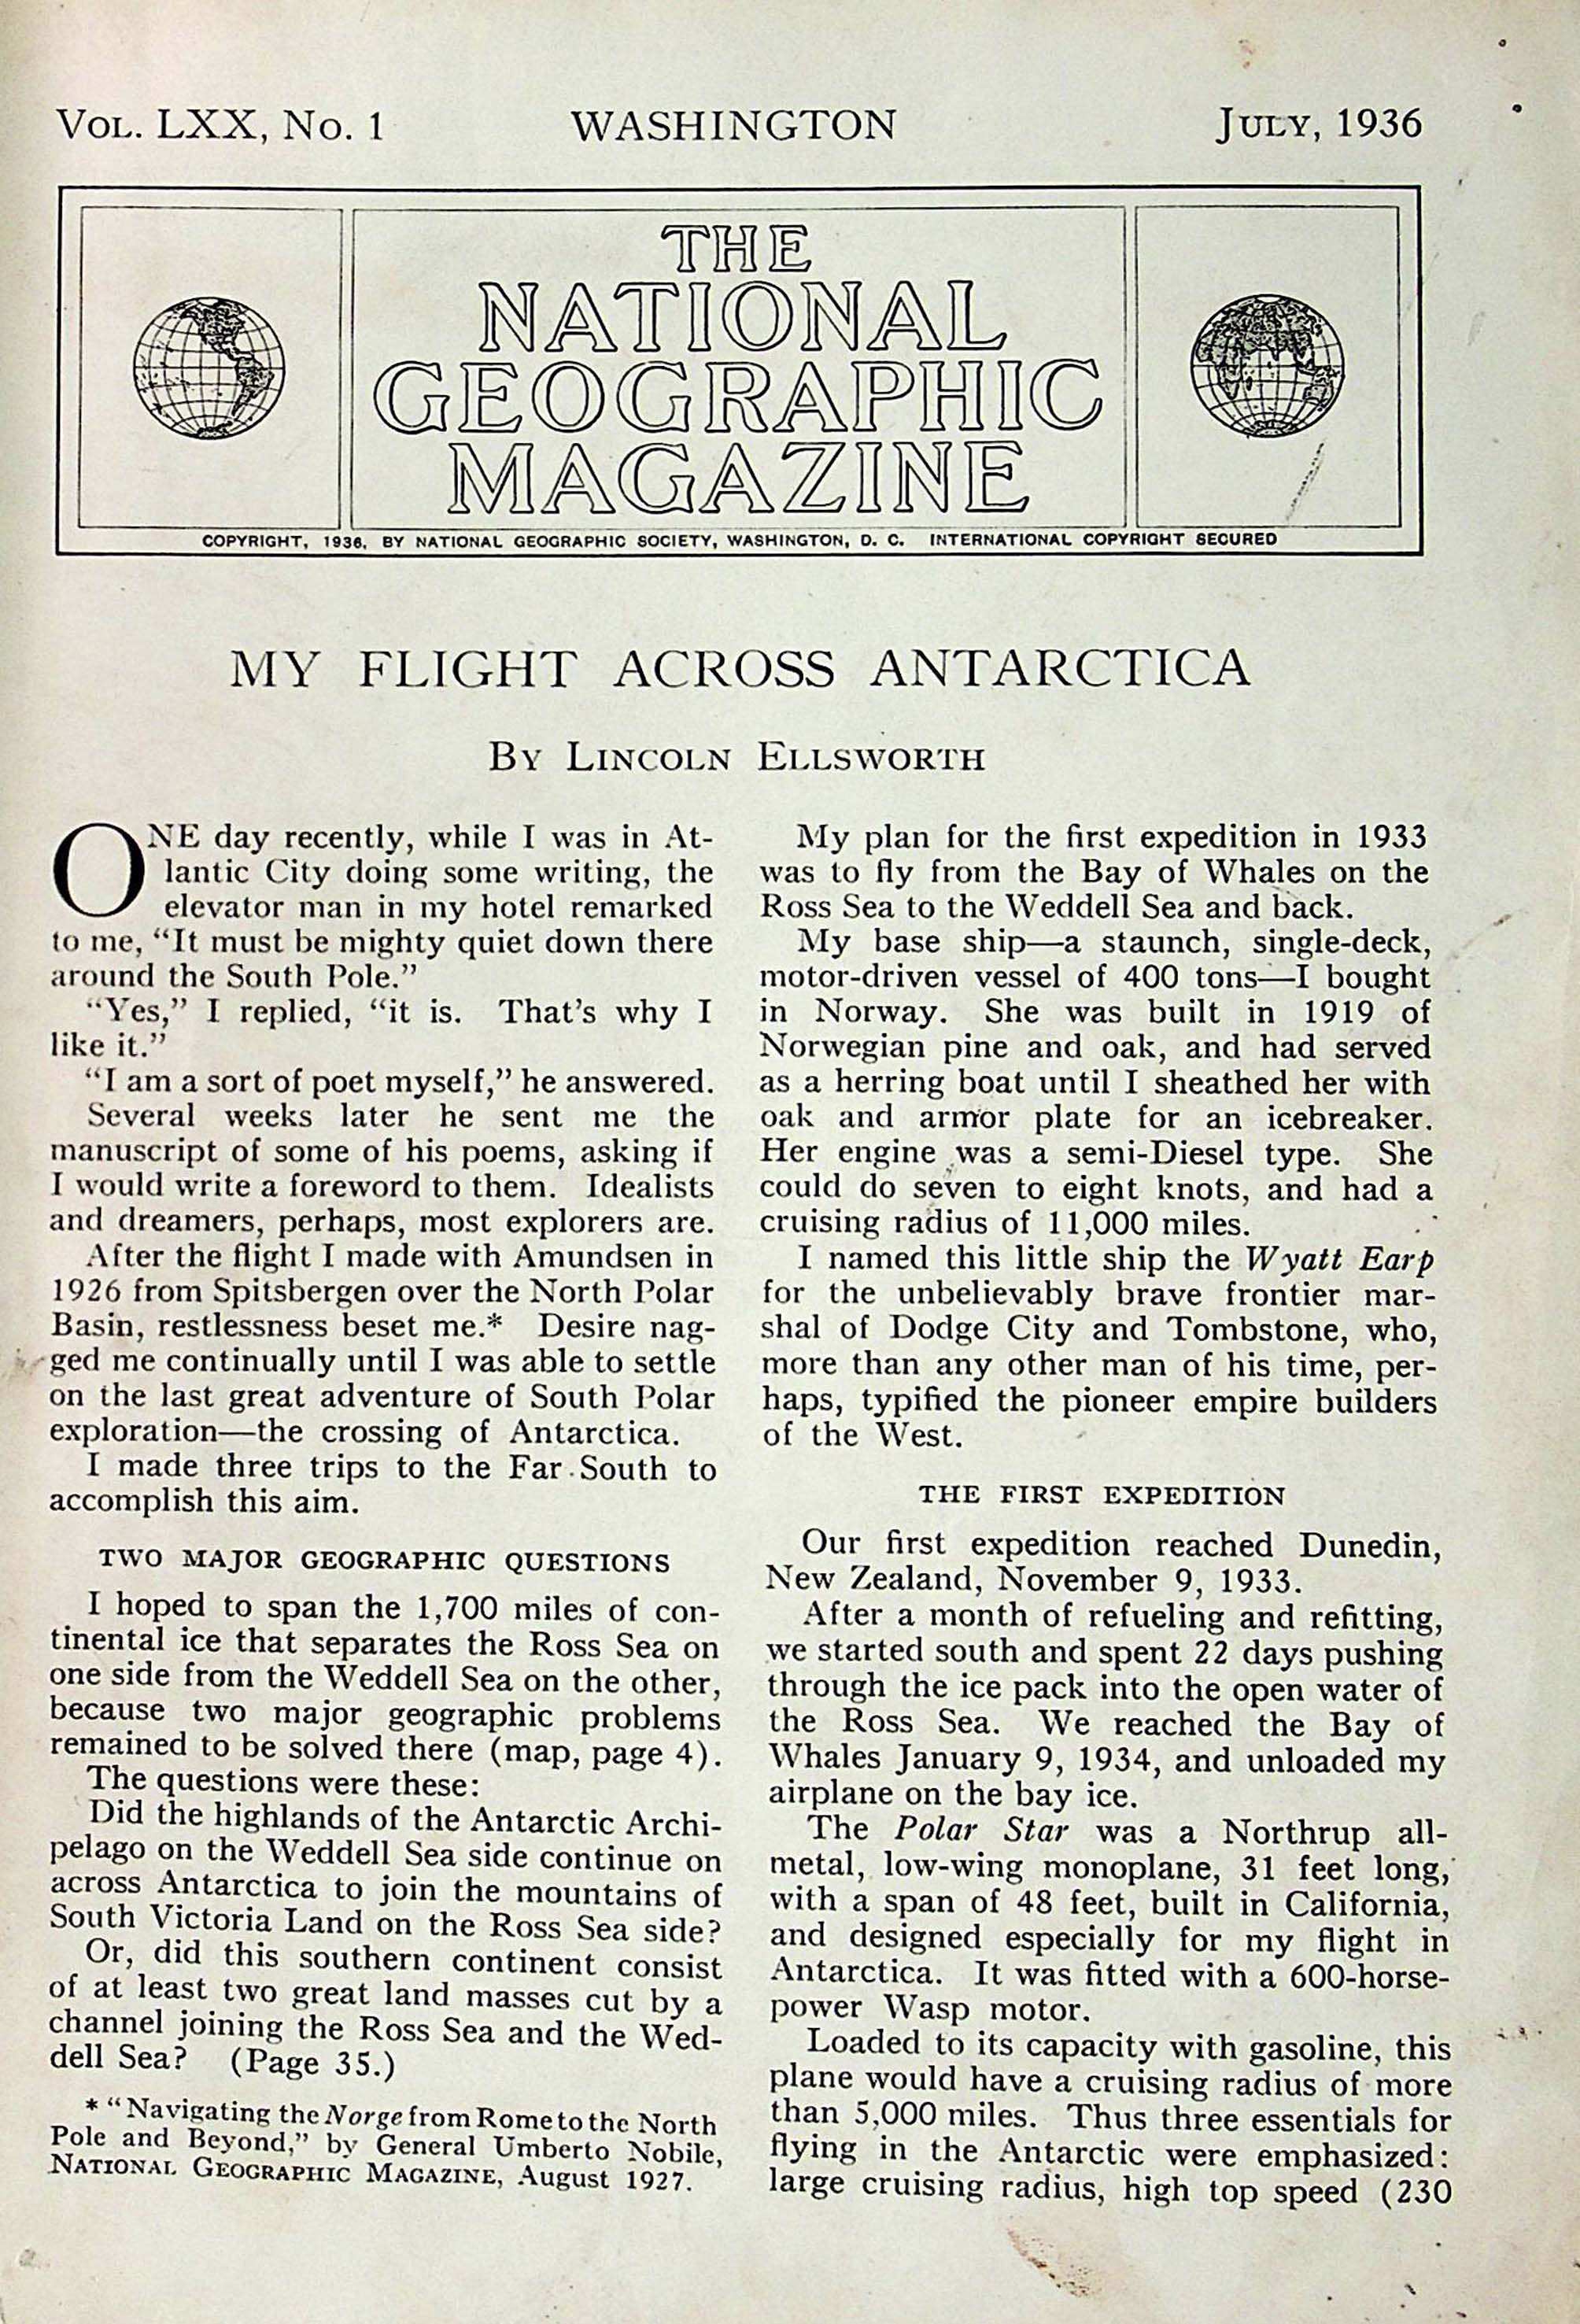 VOL. LXX, No. 1 WASHINGTON JULY, 1936
THE
NATIONAL
GEOGRAPHIC
MAGAZINE
COPYRIGHT, 1936, BY NATIONAL GEOGRAPHIC SOCIETY, WASHINGTON, D. C. INTERNATIONAL COPYRIGHT SECURED
MY FLIGHT ACROSS ANTARCTICA
BY LINCOLN ELLSWORTH
ONE day recently, while I was in At-
lantic City doing some writing, the
elevator man in my hotel remarked
to me, “It must be mighty quiet down there
around the South Pole.”
“Yes,” I replied, “it is. That’s why I
like it.”
“I am a sort of poet myself,” he answered.
Several weeks later he sent me the
manuscript of some of his poems, asking if
I would write a foreword to them. Idealists
and dreamers, perhaps, most explorers are.
After the flight I made with Amundsen in
1926 from Spitsbergen over the North Polar
Basin, restlessness beset me.* Desire nag-
ged me continually until I was able to settle
on the last great adventure of South Polar
exploration—the crossing of Antarctica.
I made three trips to the Far South to
accomplish this aim.
TWO MAJOR GEOGRAPHIC QUESTIONS
I hoped to span the 1,700 miles of con-
tinental ice that separates the Ross Sea on
one side from the Weddell Sea on the other,
because two major geographic problems
remained to be solved there (map, page 4).
The questions were these:
Did the highlands of the Antarctic Archi-
pelago on the Weddell Sea side continue on
across Antarctica to join the mountains of
South Victoria Land on the Ross Sea side?
Or, did this southern continent consist
of at least two great land masses cut by a
channel joining the Ross Sea and the Wed-
dell Sea? (Page 35.)
* “Navigating the Norge from Rome to the North
Pole and Beyond,” by General Umberto Nobile,
NATIONAL GEOGRAPHIC MAGAZINE, August 1927.
My plan for the first expedition in 1933
was to fly from the Bay of Whales on the
Ross Sea to the Weddell Sea and back.
My base ship—a staunch, single-deck,
motor-driven vessel of 400 tons—I bought
in Norway. She was built in 1919 of
Norwegian pine and oak, and had served
as a herring boat until I sheathed her with
oak and armor plate for an icebreaker.
Her engine was a semi-Diesel type. She
could do seven to eight knots, and had a
cruising radius of 11,000 miles.
I named this little ship the Wyatt Earp
for the unbelievably brave frontier mar-
shal of Dodge City and Tombstone, who,
more than any other man of his time, per-
haps, typified the pioneer empire builders
of the West.
THE FIRST EXPEDITION
Our first expedition reached Dunedin,
New Zealand, November 9, 1933.
After a month of refueling and refitting,
we started south and spent 22 days pushing
through the ice pack into the open water of
the Ross Sea. We reached the Bay of
Whales January 9, 1934, and unloaded my
airplane on the bay ice.
The Polar Star was a Northrup all-
metal, low-wing monoplane, 31 feet long,
with a span of 48 feet, built in California,
and designed especially for my flight in
Antarctica. It was fitted with a 600-horse-
power Wasp motor.
Loaded to its capacity with gasoline, this
plane would have a cruising radius of more
than 5,000 miles. Thus three essentials for
flying in the Antarctic were emphasized:
large cruising radius, high top speed (230